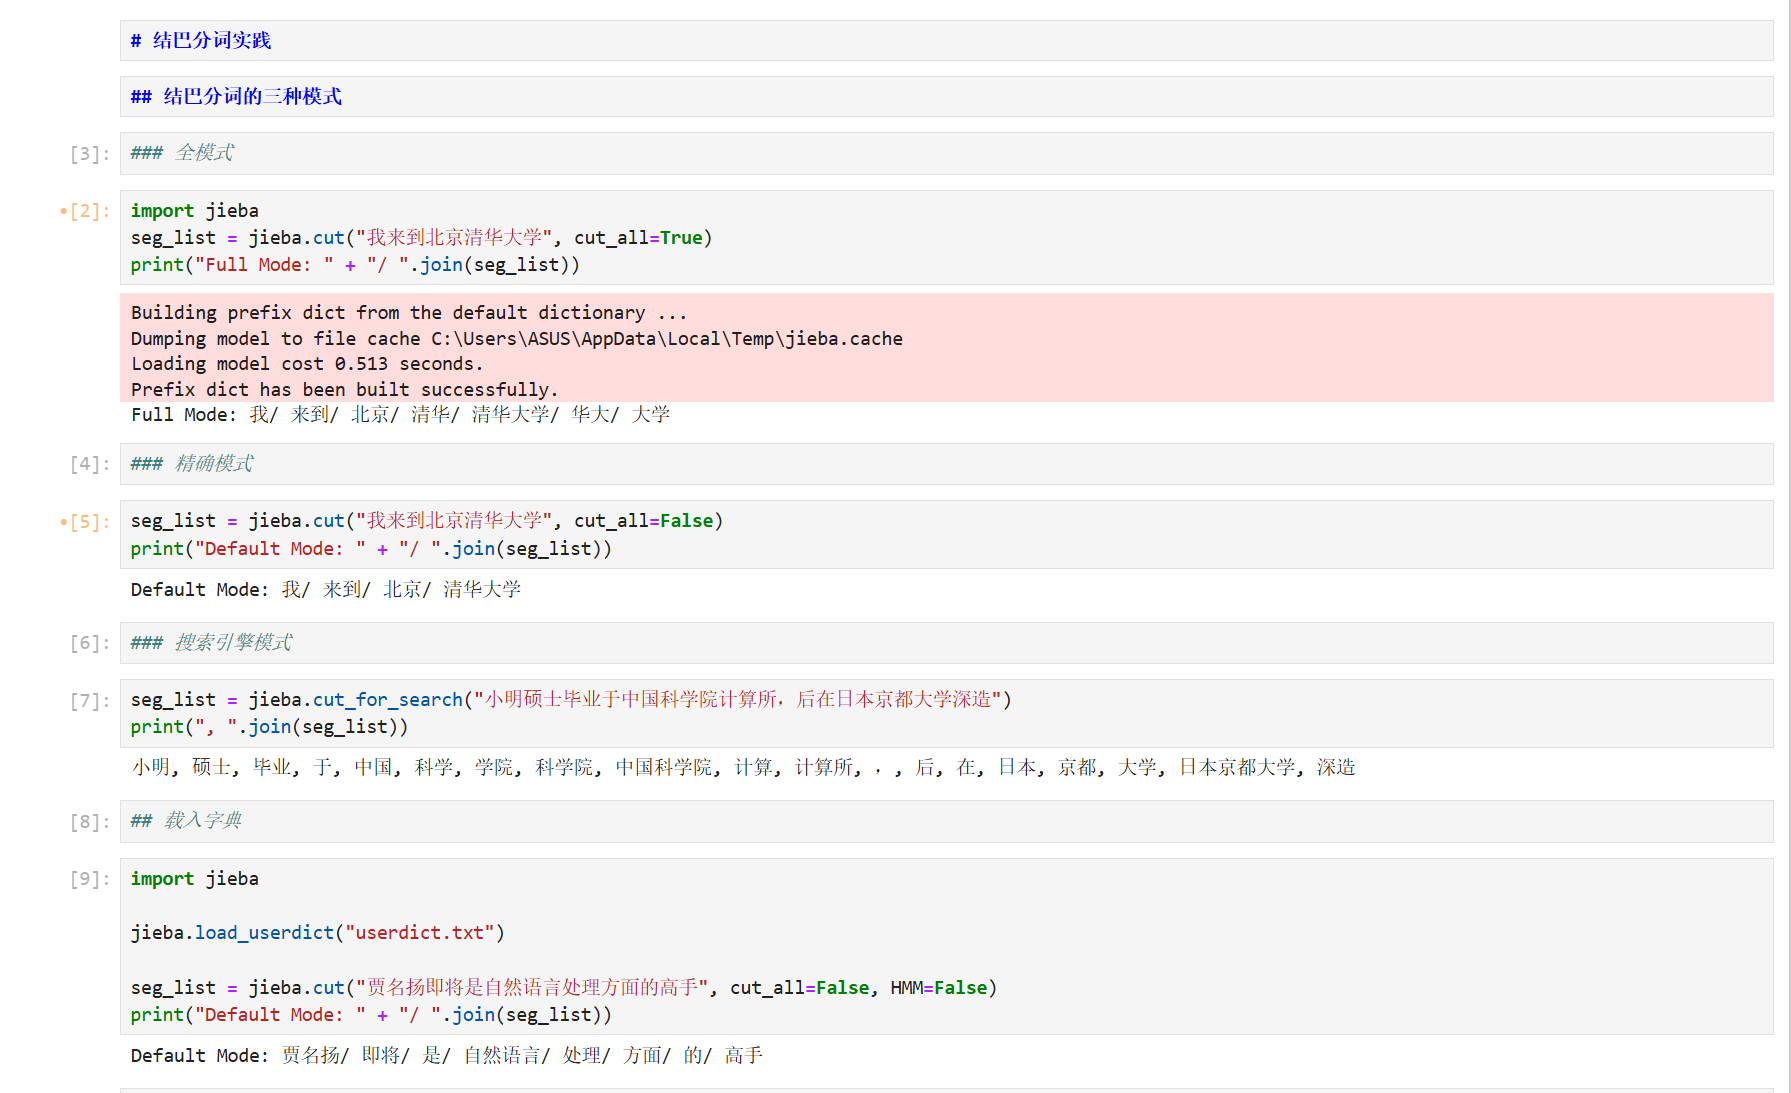 # 结巴分词实践
## 结巴分词的三种模式
[3]: ### 全模式
•[2]: import jieba
seg_list = jieba.cut("我来到北京清华大学", cut_all=True)
print("Full Mode: " + "/ ".join(seg_list))
Building prefix dict from the default dictionary ...
Dumping model to file cache C:\Users\ASUS\AppData\Local\Temp\jieba.cache
Loading model cost 0.513 seconds.
Prefix dict has been built successfully.
Full Mode: 我/ 来到/ 北京/ 清华/ 清华大学/ 华大/ 大学
[4]: ### 精确模式
•[5]: seg_list = jieba.cut("我来到北京清华大学", cut_all=False)
print("Default Mode: " + "/ ".join(seg_list))
Default Mode: 我/ 来到/ 北京/ 清华大学
[6]: ### 搜索引擎模式
[7]: seg_list = jieba.cut_for_search("小明硕士毕业于中国科学院计算所，后在日本京都大学深造")
print(", ".join(seg_list))
小明, 硕士, 毕业, 于, 中国, 科学, 学院, 科学院, 中国科学院, 计算, 计算所, ，, 后, 在, 日本, 京都, 大学, 日本京都大学, 深造
[8]: ## 载入字典
[9]: import jieba
jieba.load_userdict("userdict.txt")
seg_list = jieba.cut("贾名扬即将是自然语言处理方面的高手", cut_all=False, HMM=False)
print("Default Mode: " + "/ ".join(seg_list))
Default Mode: 贾名扬/ 即将/ 是/ 自然语言/ 处理/ 方面/ 的/ 高手